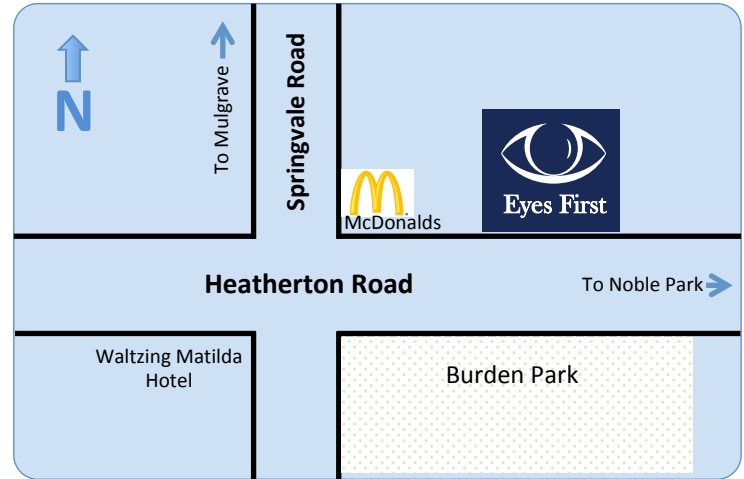 N
To Mulgrave
Springvale Road
McDonalds
Eyes First
Heatherton Road
To Noble Park
Waltzing Matilda
Hotel
Burden Park